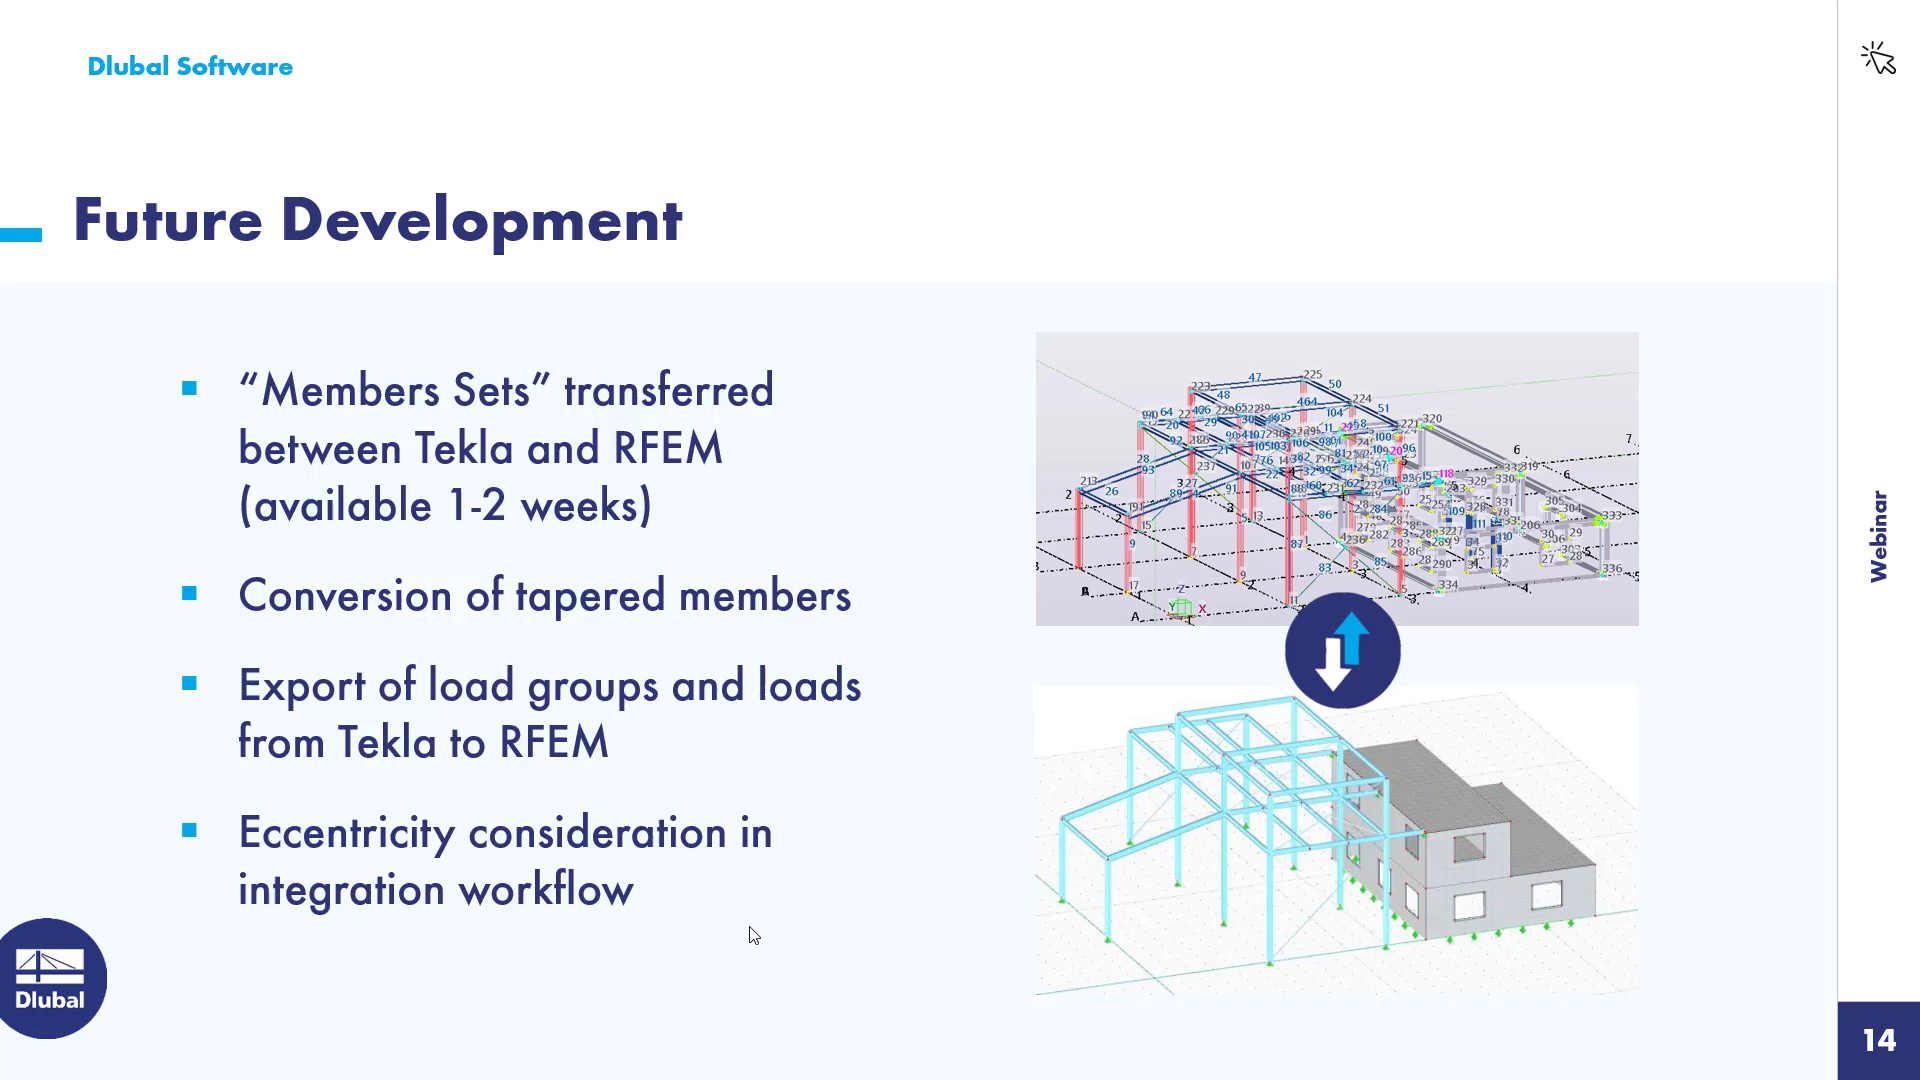 Dlubal Software
Future Development
“Members Sets” transferred
between Tekla and RFEM
(available 1-2 weeks)
Conversion of tapered members
Export of load groups and loads
from Tekla to RFEM
Eccentricity consideration in
integration workflow
Webinar
Dlubal
14